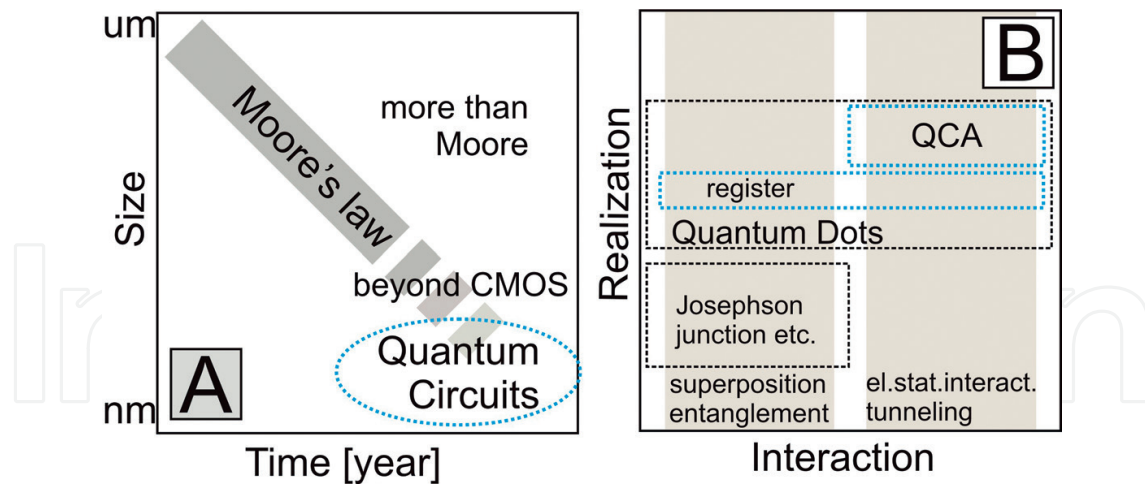 um
Moore's law
more than
Moore
Size
beyond CMOS
Quantum
Circuits
A
nm
Time [year]
B
Realization
QCA
register
Quantum Dots
Josephson
junction etc.
superposition
entanglement
el.stat.interact.
tunneling
Interaction